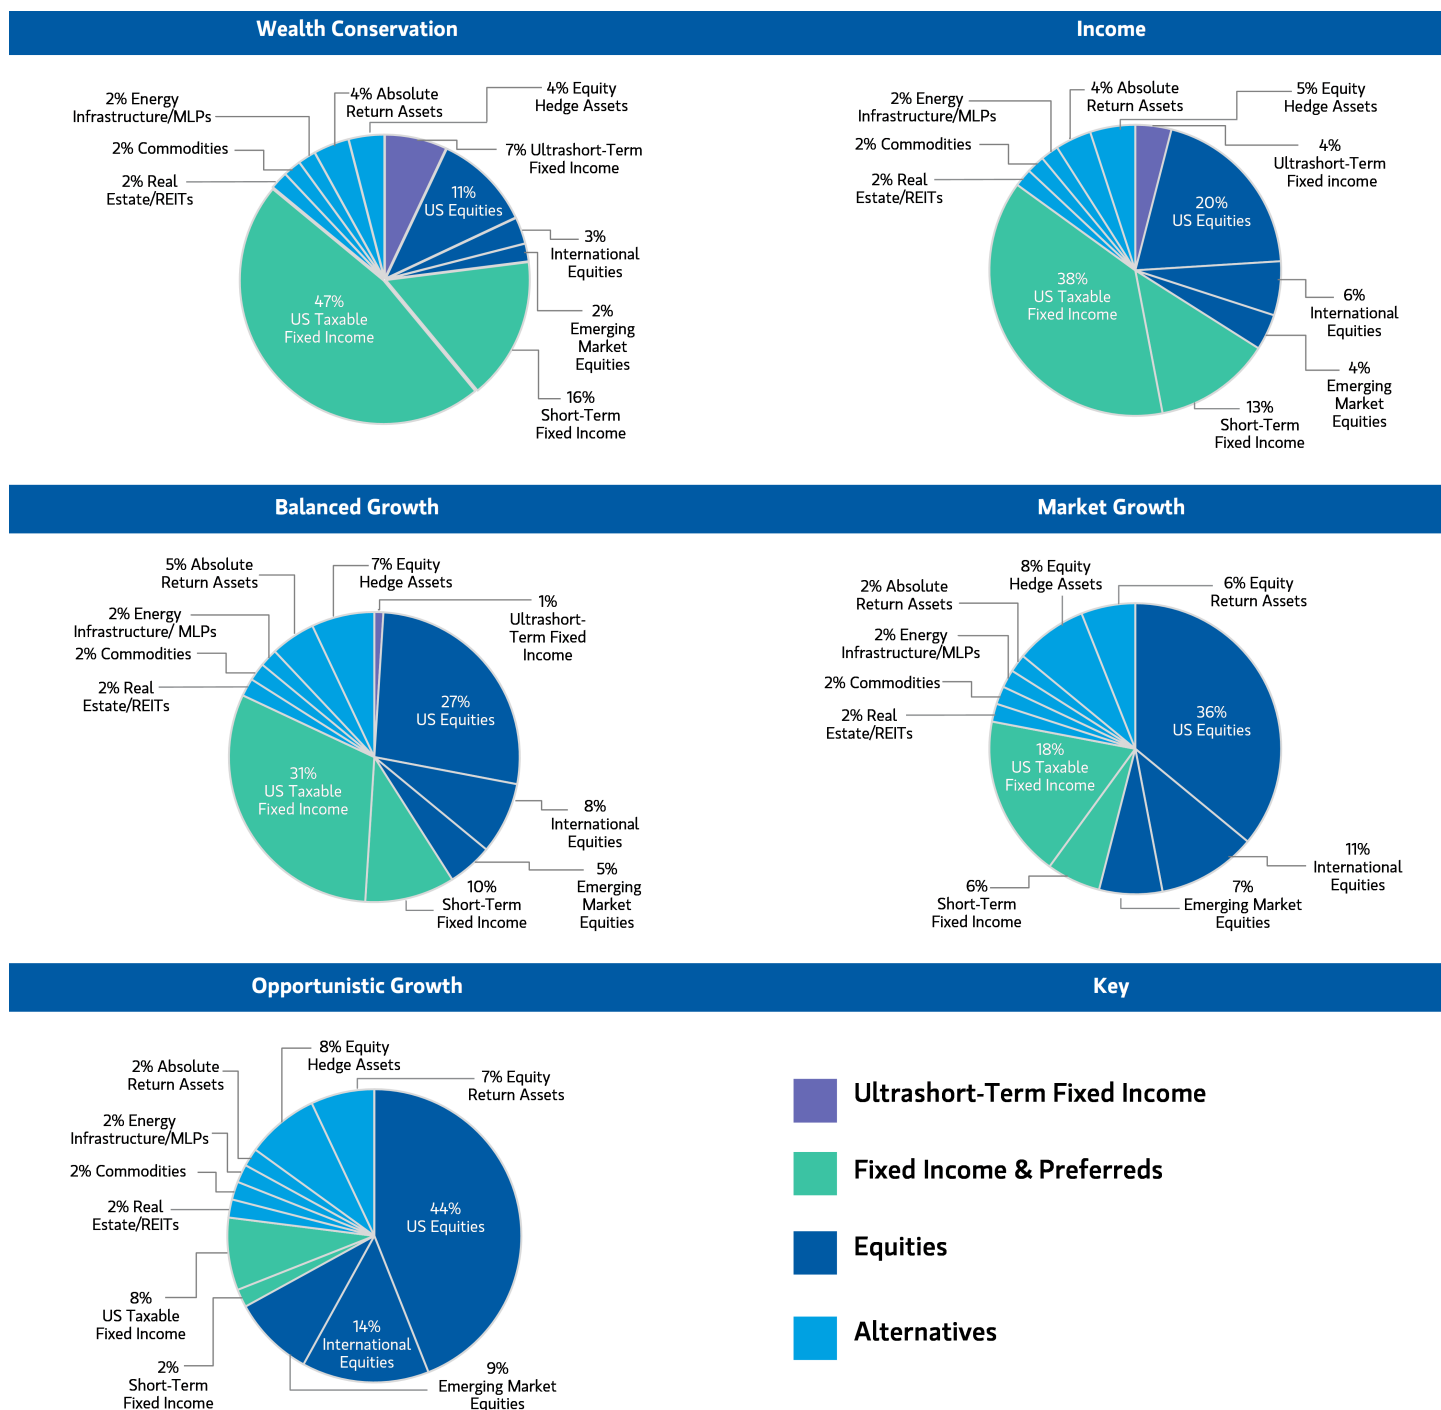 Wealth Conservation
4% Equity
Hedge Assets
4% Absolute
Return Assets
2% Energy
Infrastructure/MLPs
2% Commodities
2% Real
Estate/REITs
7% Ultrashort-Term
Fixed Income
11%
US Equities
3%
International
Equities
2%
Emerging
Market
Equities
16%
Short-Term
Fixed Income
47%
US Taxable
Fixed Income
Income
5% Equity
Hedge Assets
4% Absolute
Return Assets
2% Energy
Infrastructure/MLPs
2% Commodities
2% Real
Estate/REITs
4%
Ultrashort-Term
Fixed income
20%
US Equities
6%
International
Equities
4%
Emerging
Market
Equities
13%
Short-Term
Fixed Income
38%
US Taxable
Fixed Income
Balanced Growth
5% Absolute
Return Assets
7% Equity
Hedge Assets
2% Energy
Infrastructure/ MLPs
2% Commodities
2% Real
Estate/REITs
1%
Ultrashort-
Term Fixed
Income
27%
US Equities
8%
International
Equities
5%
Emerging
Market
Equities
10%
Short-Term
Fixed Income
31%
US Taxable
Fixed Income
Market Growth
8% Equity
Hedge Assets
6% Equity
Return Assets
2% Absolute
Return Assets
2% Energy
Infrastructure/MLPs
2% Commodities
2% Real
Estate/REITs
36%
US Equities
11%
International
Equities
7%
Emerging Market
Equities
6%
Short-Term
Fixed Income
18%
US Taxable
Fixed Income
Opportunistic Growth
8% Equity
Hedge Assets
7% Equity
Return Assets
2% Absolute
Return Assets
2% Energy
Infrastructure/MLPs
2% Commodities
2% Real
Estate/REITs
44%
US Equities
14%
International
Equities
9%
Emerging Market
Equities
8%
US Taxable
Fixed Income
2%
Short-Term
Fixed Income
Key
Ultrashort-Term Fixed Income
Fixed Income & Preferreds
Equities
Alternatives